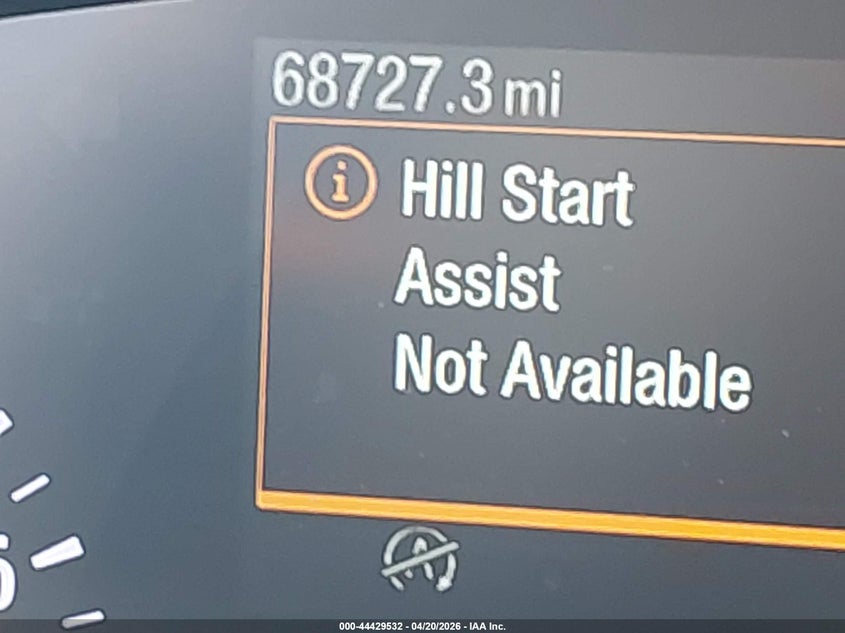 68727.3 mi
i
Hill Start
Assist
Not Available
A
000-44429532 - 04/20/2026 - IAA Inc.